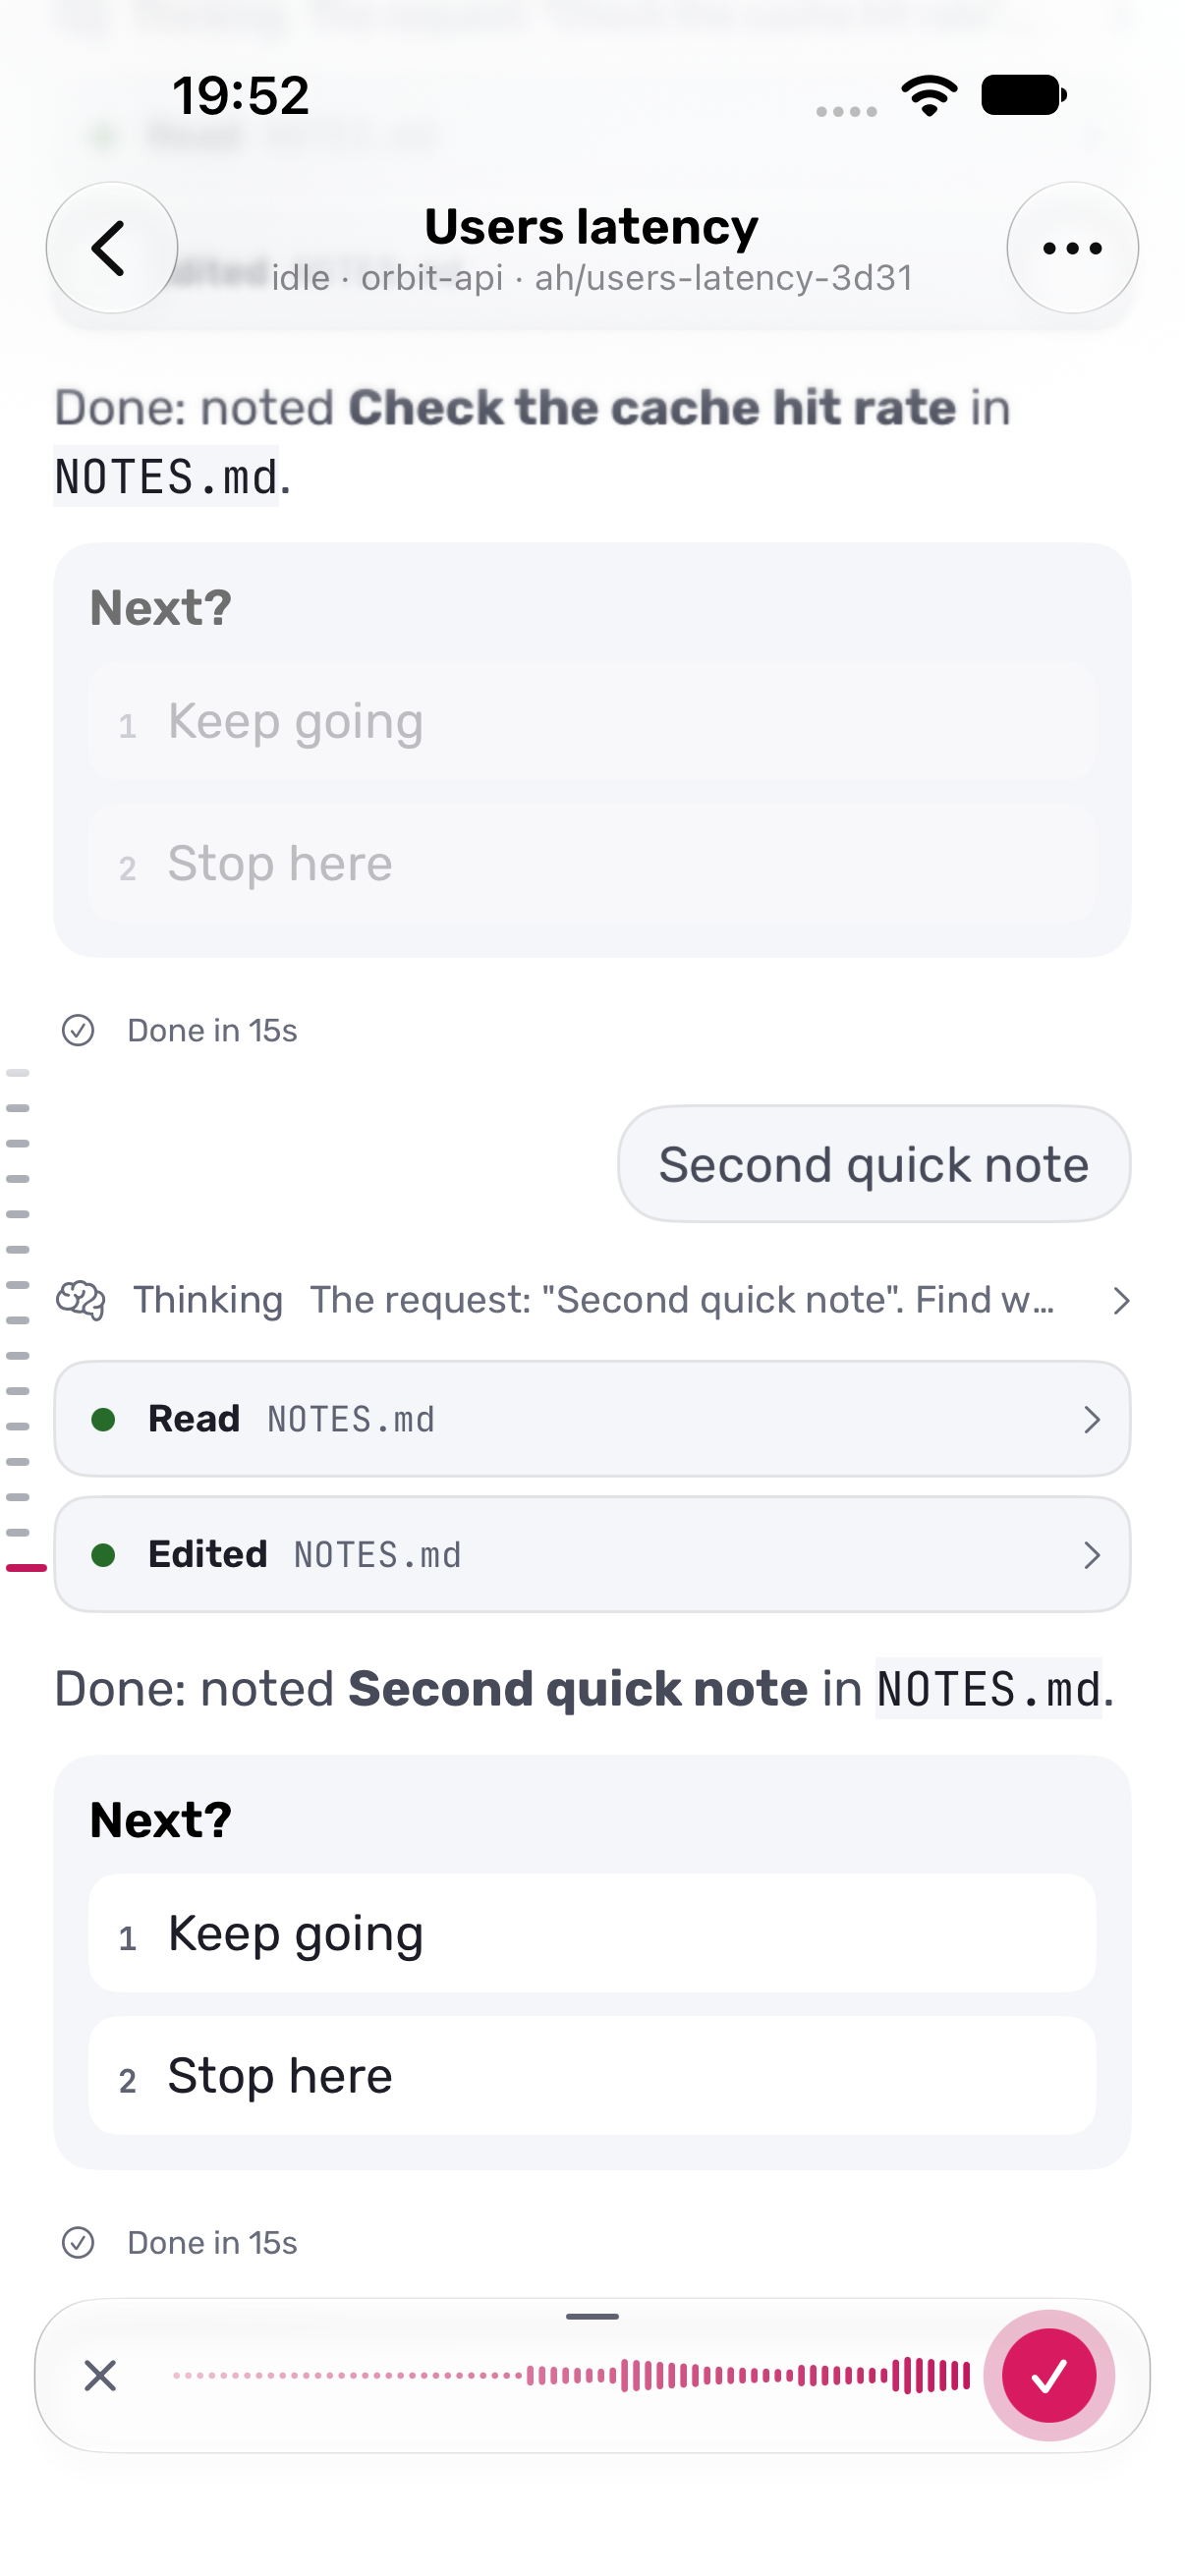 19:52
Users latency
idle · orbit-api · ah/users-latency-3d31
Done: noted Check the cache hit rate in
NOTES.md.
Next?
1 Keep going
2 Stop here
Done in 15s
Second quick note
Thinking The request: "Second quick note". Find w…
Read NOTES.md
Edited NOTES.md
Done: noted Second quick note in NOTES.md.
Next?
1 Keep going
2 Stop here
Done in 15s